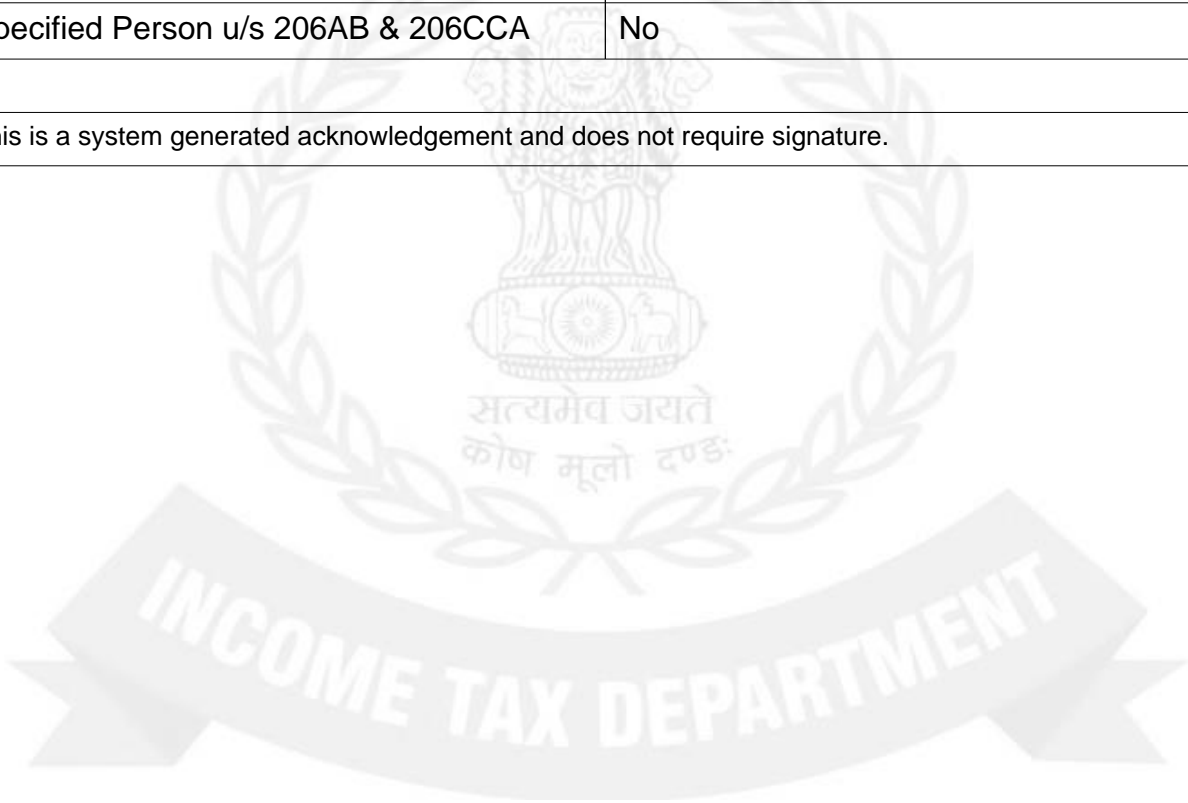 pecified Person u/s 206AB & 206CCA No
his is a system generated acknowledgement and does not require signature.
सत्यमेव जयते
कोष मूलो दण्डः
INCOME TAX DEPARTMENT